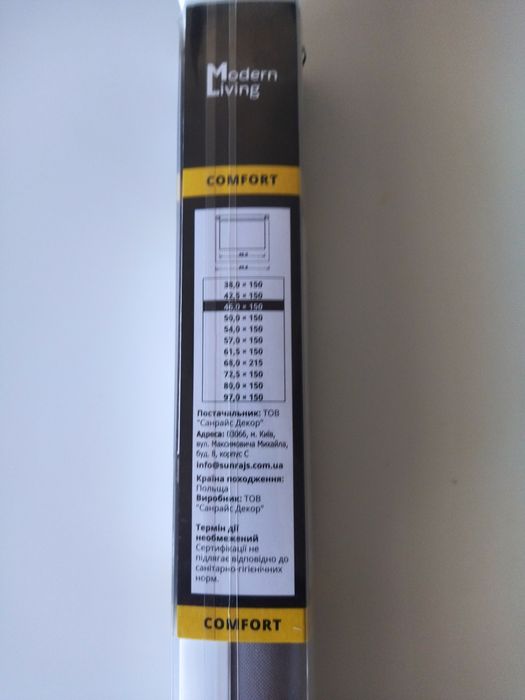 Modern
Living
COMFORT
38,0 × 150
42,5 × 150
46,0 × 150
50,0 × 150
54,0 × 150
57,0 × 150
61,5 × 150
68,0 × 215
72,5 × 150
80,0 × 150
97,0 × 150
Постачальник: ТОВ
"Санрайс Декор"
Адреса: 03066, м. Київ,
вул. Максимовича Михайла,
буд. 8, корпус С
info@sunrajs.com.ua
Країна походження:
Польща
Виробник: ТОВ
"Санрайс Декор"
Термін дії
необмежений
Сертифікації не
підлягає відповідно до
санітарно-гігієнічних
норм.
COMFORT